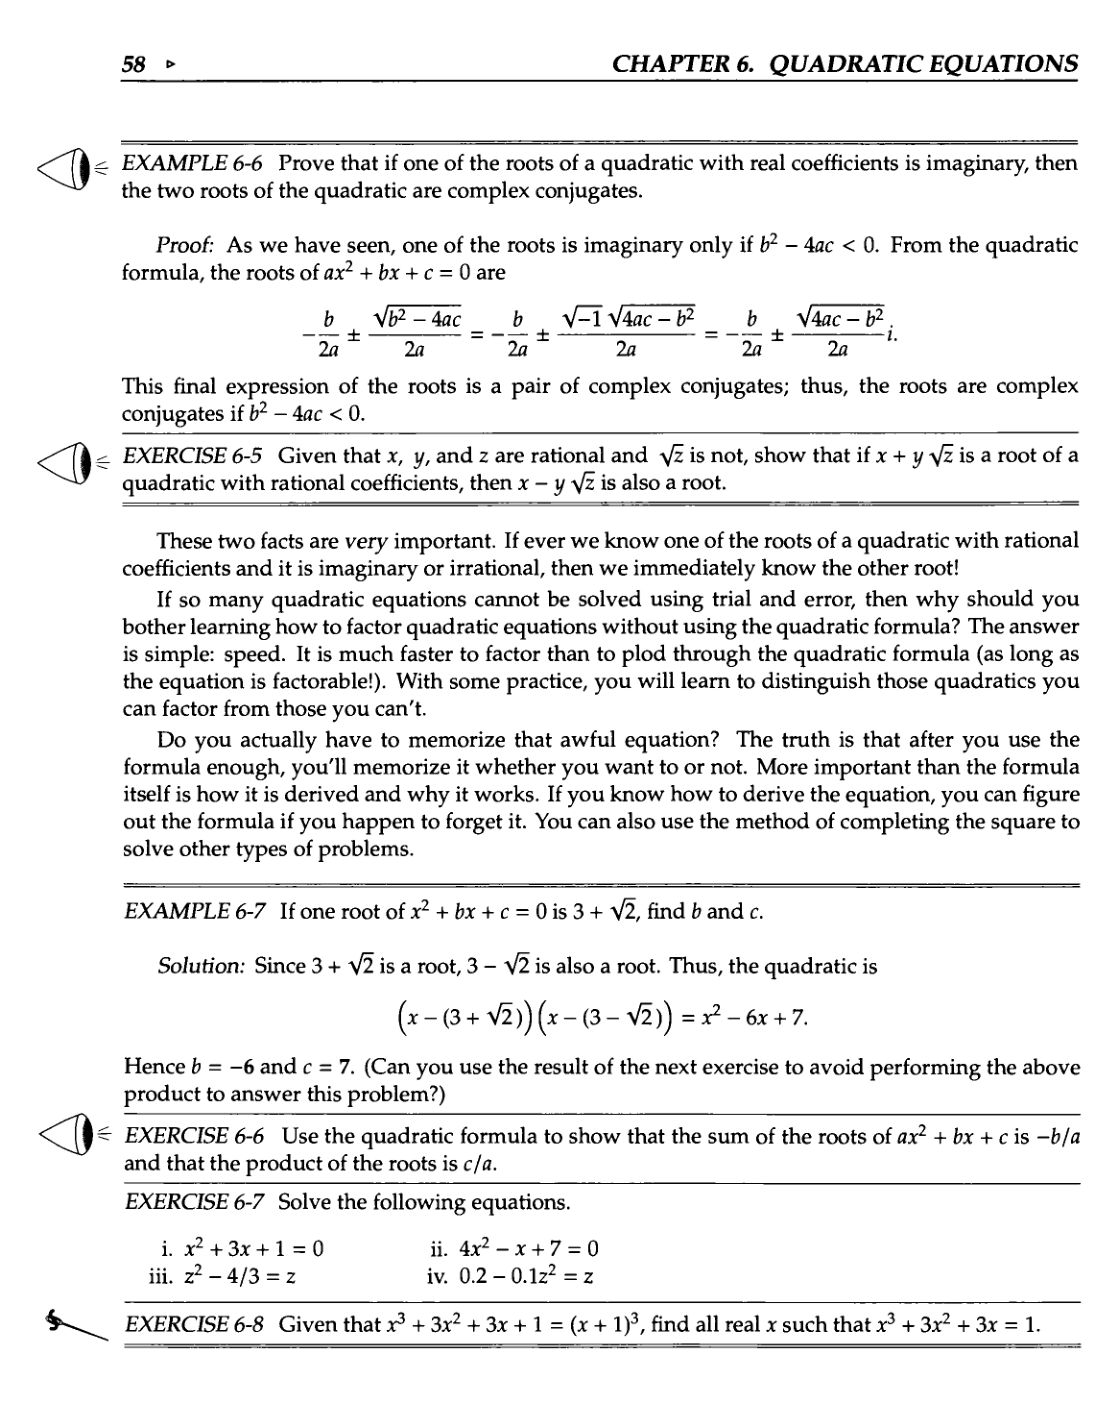 58 ▹ CHAPTER 6. QUADRATIC EQUATIONS
EXAMPLE 6-6 Prove that if one of the roots of a quadratic with real coefficients is imaginary, then
the two roots of the quadratic are complex conjugates.
Proof: As we have seen, one of the roots is imaginary only if b² − 4ac < 0. From the quadratic
formula, the roots of ax² + bx + c = 0 are
−b/2a ± √(b² − 4ac)/2a = −b/2a ± √−1 √(4ac − b²)/2a = −b/2a ± √(4ac − b²)/2a i.
This final expression of the roots is a pair of complex conjugates; thus, the roots are complex
conjugates if b² − 4ac < 0.
EXERCISE 6-5 Given that x, y, and z are rational and √z is not, show that if x + y √z is a root of a
quadratic with rational coefficients, then x − y √z is also a root.
These two facts are very important. If ever we know one of the roots of a quadratic with rational
coefficients and it is imaginary or irrational, then we immediately know the other root!
If so many quadratic equations cannot be solved using trial and error, then why should you
bother learning how to factor quadratic equations without using the quadratic formula? The answer
is simple: speed. It is much faster to factor than to plod through the quadratic formula (as long as
the equation is factorable!). With some practice, you will learn to distinguish those quadratics you
can factor from those you can't.
Do you actually have to memorize that awful equation? The truth is that after you use the
formula enough, you'll memorize it whether you want to or not. More important than the formula
itself is how it is derived and why it works. If you know how to derive the equation, you can figure
out the formula if you happen to forget it. You can also use the method of completing the square to
solve other types of problems.
EXAMPLE 6-7 If one root of x² + bx + c = 0 is 3 + √2, find b and c.
Solution: Since 3 + √2 is a root, 3 − √2 is also a root. Thus, the quadratic is
(x − (3 + √2))(x − (3 − √2)) = x² − 6x + 7.
Hence b = −6 and c = 7. (Can you use the result of the next exercise to avoid performing the above
product to answer this problem?)
EXERCISE 6-6 Use the quadratic formula to show that the sum of the roots of ax² + bx + c is −b/a
and that the product of the roots is c/a.
EXERCISE 6-7 Solve the following equations.
i. x² + 3x + 1 = 0 ii. 4x² − x + 7 = 0
iii. z² − 4/3 = z iv. 0.2 − 0.1z² = z
EXERCISE 6-8 Given that x³ + 3x² + 3x + 1 = (x + 1)³, find all real x such that x³ + 3x² + 3x = 1.